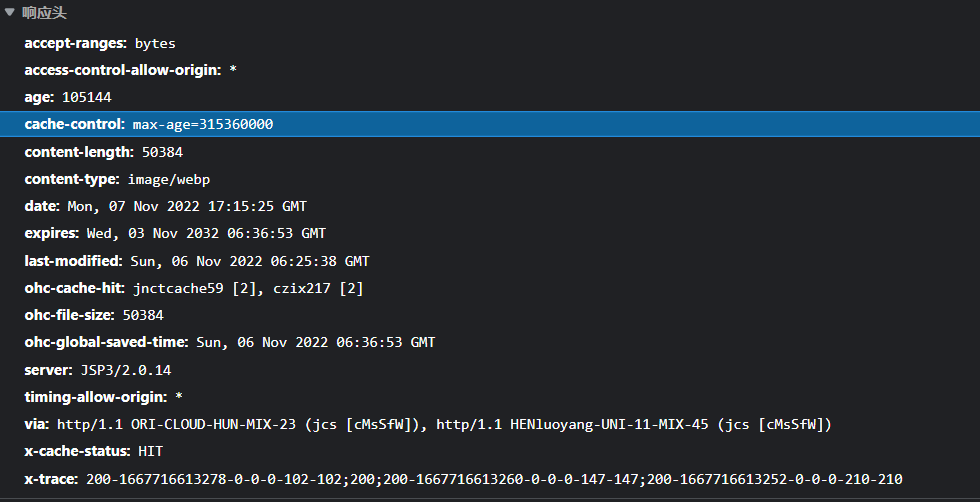 响应头
accept-ranges: bytes
access-control-allow-origin: *
age: 105144
cache-control: max-age=315360000
content-length: 50384
content-type: image/webp
date: Mon, 07 Nov 2022 17:15:25 GMT
expires: Wed, 03 Nov 2032 06:36:53 GMT
last-modified: Sun, 06 Nov 2022 06:25:38 GMT
ohc-cache-hit: jnctcache59 [2], czix217 [2]
ohc-file-size: 50384
ohc-global-saved-time: Sun, 06 Nov 2022 06:36:53 GMT
server: JSP3/2.0.14
timing-allow-origin: *
via: http/1.1 ORI-CLOUD-HUN-MIX-23 (jcs [cMsSfW]), http/1.1 HENluoyang-UNI-11-MIX-45 (jcs [cMsSfW])
x-cache-status: HIT
x-trace: 200-1667716613278-0-0-0-102-102;200;200-1667716613260-0-0-0-147-147;200-1667716613252-0-0-0-210-210